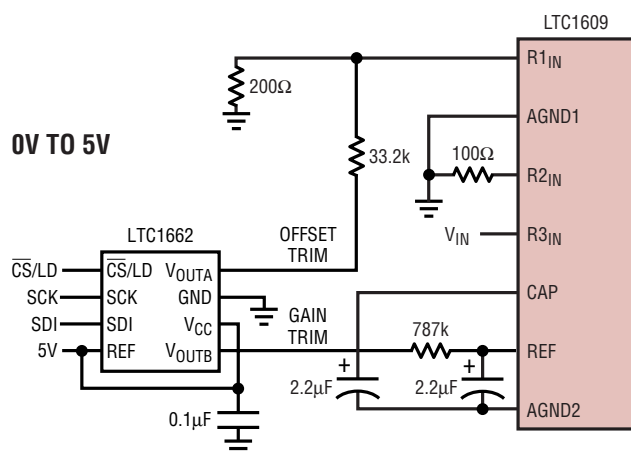 LTC1609
R1IN
200Ω
AGND1
0V TO 5V
33.2k
100Ω
R2IN
LTC1662
OFFSET
TRIM
VIN
R3IN
C̅S̅/LD
C̅S̅/LD
VOUTA
SCK
SCK
GND
GAIN
TRIM
CAP
SDI
SDI
VCC
787k
5V
REF
VOUTB
REF
+
+
2.2µF
2.2µF
0.1µF
AGND2